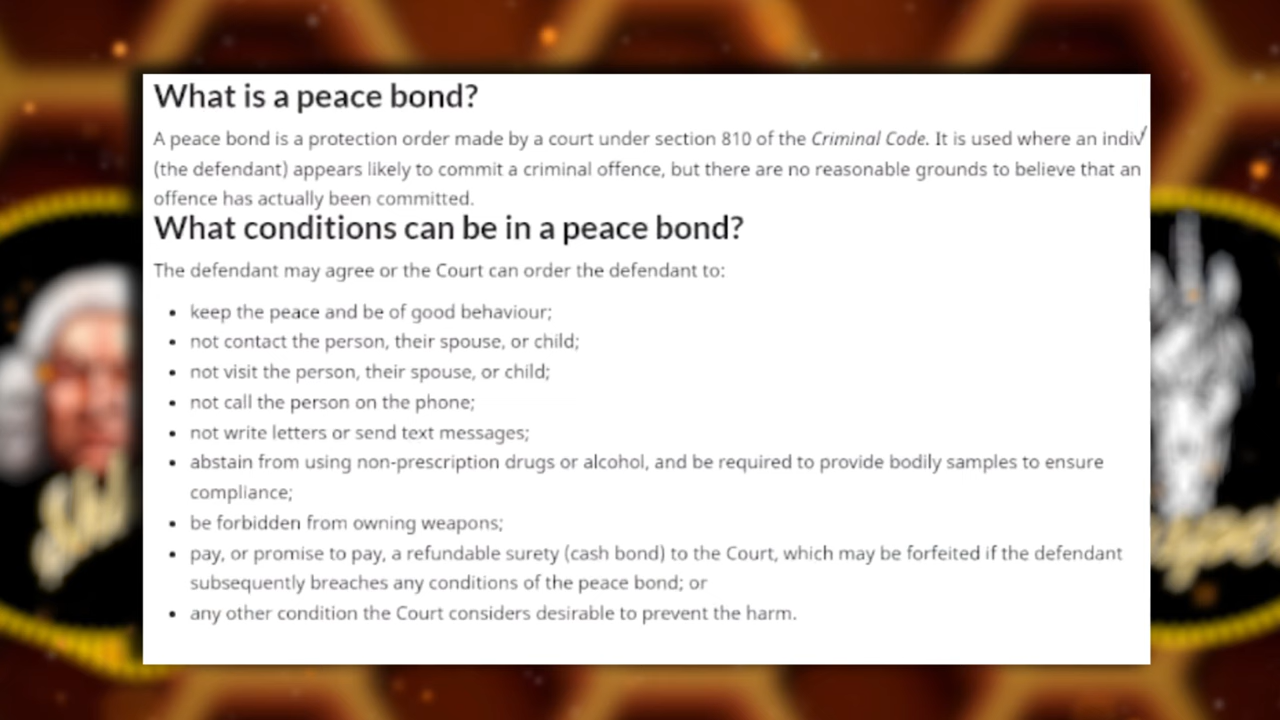 What is a peace bond?
A peace bond is a protection order made by a court under section 810 of the Criminal Code. It is used where an indiv
(the defendant) appears likely to commit a criminal offence, but there are no reasonable grounds to believe that an
offence has actually been committed.
What conditions can be in a peace bond?
The defendant may agree or the Court can order the defendant to:
• keep the peace and be of good behaviour;
• not contact the person, their spouse, or child;
• not visit the person, their spouse, or child;
• not call the person on the phone;
• not write letters or send text messages;
• abstain from using non-prescription drugs or alcohol, and be required to provide bodily samples to ensure
compliance;
• be forbidden from owning weapons;
• pay, or promise to pay, a refundable surety (cash bond) to the Court, which may be forfeited if the defendant
subsequently breaches any conditions of the peace bond; or
• any other condition the Court considers desirable to prevent the harm.